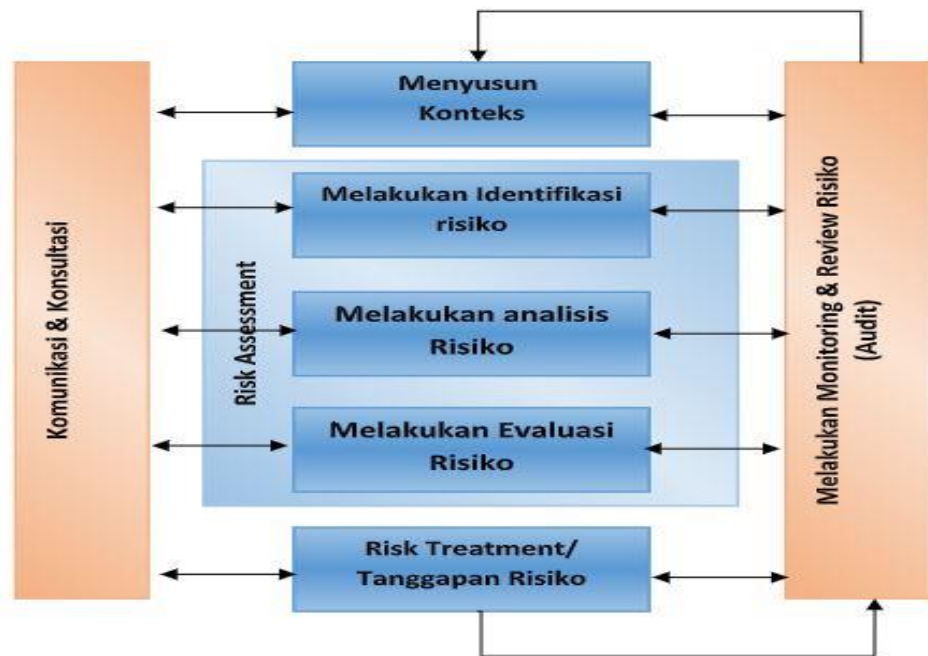 Menyusun
Konteks
Komunikasi & Konsultasi
Risk Assessment
Melakukan Identifikasi
risiko
Melakukan analisis
Risiko
Melakukan Evaluasi
Risiko
Risk Treatment/
Tanggapan Risiko
Melakukan Monitoring & Review Risiko
(Audit)